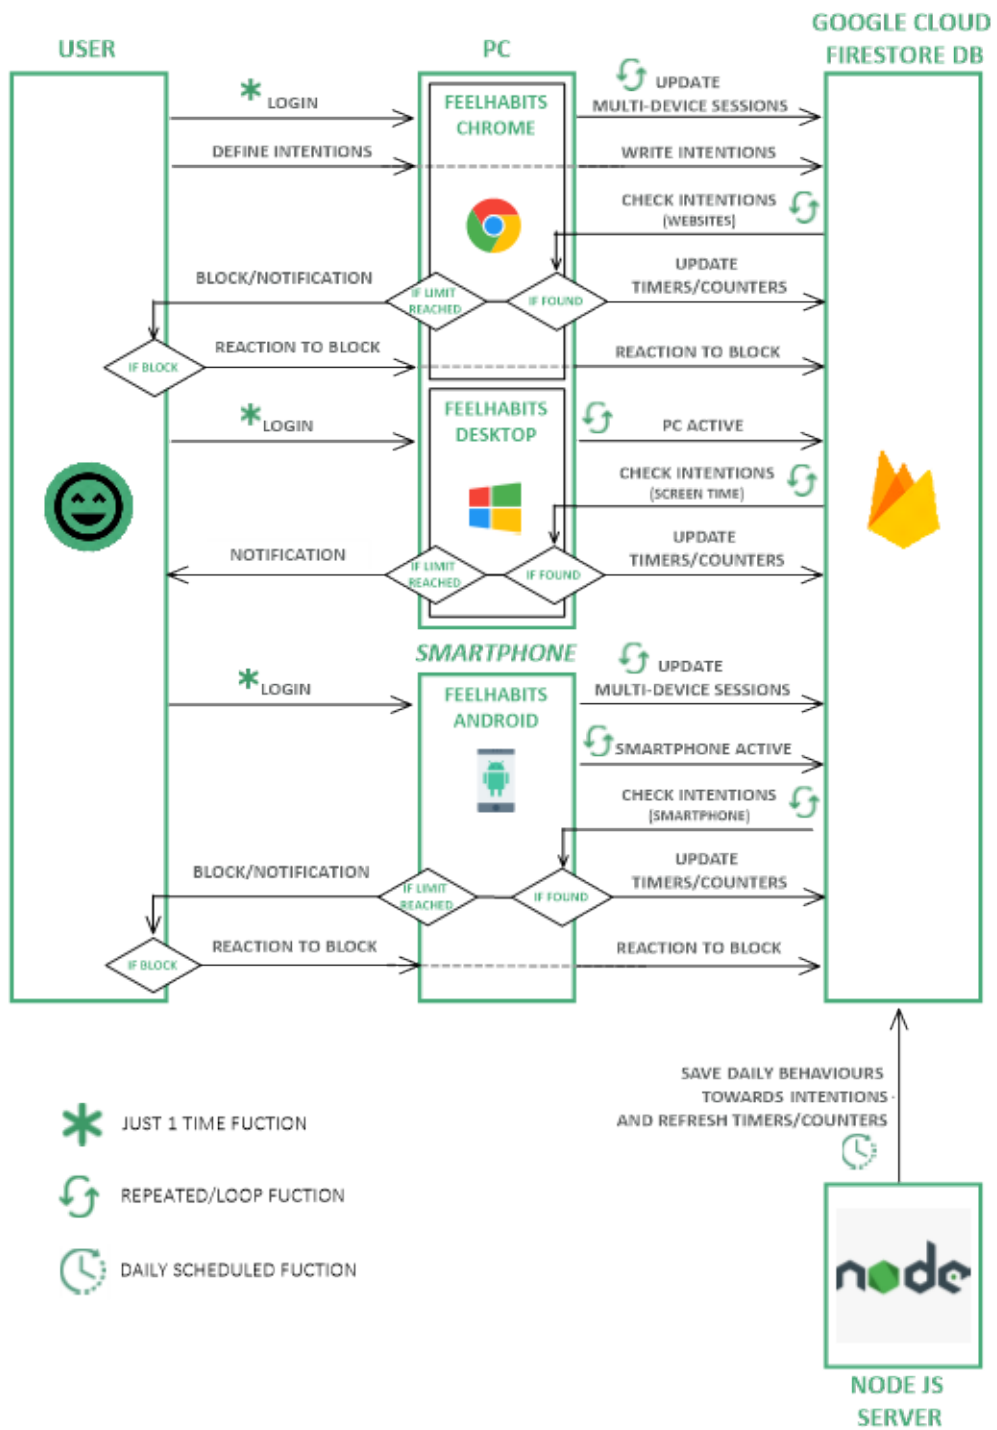 GOOGLE CLOUD
USER
PC
FIRESTORE DB
LOGIN
FEELHABITS
CHROME
UPDATE
MULTI-DEVICE SESSIONS
DEFINE INTENTIONS
WRITE INTENTIONS
CHECK INTENTIONS
(WEBSITES)
BLOCK/NOTIFICATION
IF LIMIT
REACHED
IF FOUND
UPDATE
TIMERS/COUNTERS
IF BLOCK
REACTION TO BLOCK
REACTION TO BLOCK
LOGIN
FEELHABITS
DESKTOP
PC ACTIVE
CHECK INTENTIONS
(SCREEN TIME)
NOTIFICATION
IF LIMIT
REACHED
IF FOUND
UPDATE
TIMERS/COUNTERS
SMARTPHONE
LOGIN
FEELHABITS
ANDROID
UPDATE
MULTI-DEVICE SESSIONS
SMARTPHONE ACTIVE
CHECK INTENTIONS
(SMARTPHONE)
BLOCK/NOTIFICATION
IF LIMIT
REACHED
IF FOUND
UPDATE
TIMERS/COUNTERS
IF BLOCK
REACTION TO BLOCK
REACTION TO BLOCK
SAVE DAILY BEHAVIOURS
TOWARDS INTENTIONS
AND REFRESH TIMERS/COUNTERS
JUST 1 TIME FUCTION
REPEATED/LOOP FUCTION
DAILY SCHEDULED FUCTION
node
NODE JS
SERVER